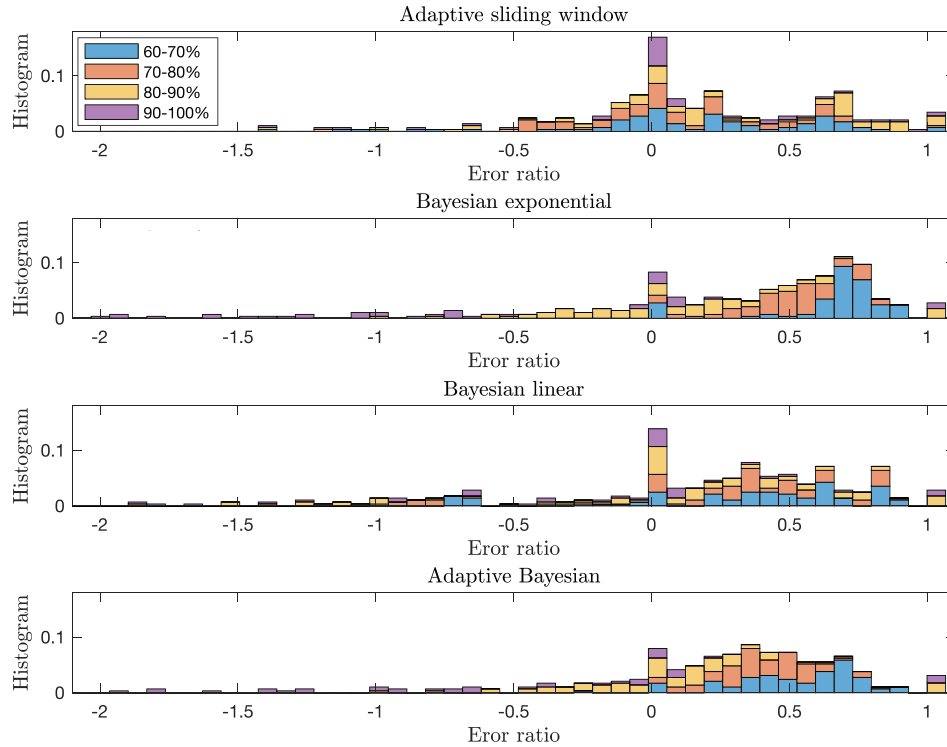 Adaptive sliding window
Histogram
0.1
0
60-70%
70-80%
80-90%
90-100%
-2 -1.5 -1 -0.5 0 0.5 1
Eror ratio
Bayesian exponential
Histogram
0.1
0
-2 -1.5 -1 -0.5 0 0.5 1
Eror ratio
Bayesian linear
Histogram
0.1
0
-2 -1.5 -1 -0.5 0 0.5 1
Eror ratio
Adaptive Bayesian
Histogram
0.1
0
-2 -1.5 -1 -0.5 0 0.5 1
Eror ratio